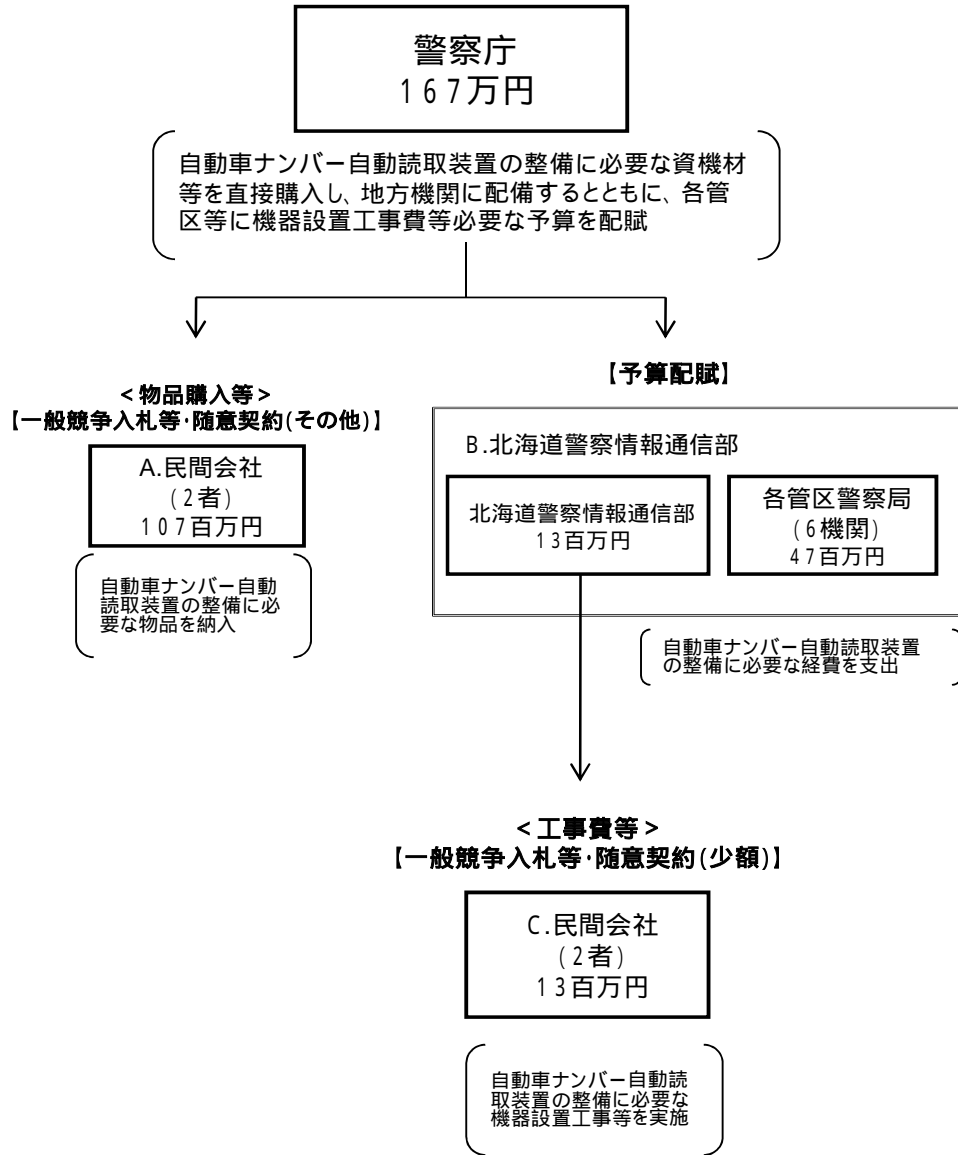 警察庁
167万円
自動車ナンバー自動読取装置の整備に必要な資機材
等を直接購入し、地方機関に配備するとともに、各管
区等に機器設置工事費等必要な予算を配賦
<物品購入等>
【一般競争入札等・随意契約(その他)】
A.民間会社
(2者)
107百万円
自動車ナンバー自動
読取装置の整備に必
要な物品を納入
【予算配賦】
B.北海道警察情報通信部
北海道警察情報通信部
13百万円
各管区警察局
(6機関)
47百万円
自動車ナンバー自動読取装置
の整備に必要な経費を支出
<工事費等>
【一般競争入札等・随意契約(少額)】
C.民間会社
(2者)
13百万円
自動車ナンバー自動読
取装置の整備に必要な
機器設置工事等を実施